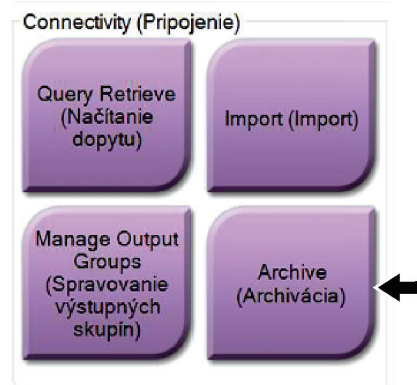 Connectivity (Pripojenie)
Query Retrieve
(Načítanie
dopytu)
Import (Import)
Manage Output
Groups
(Spravovanie
výstupných
skupín)
Archive
(Archivácia)